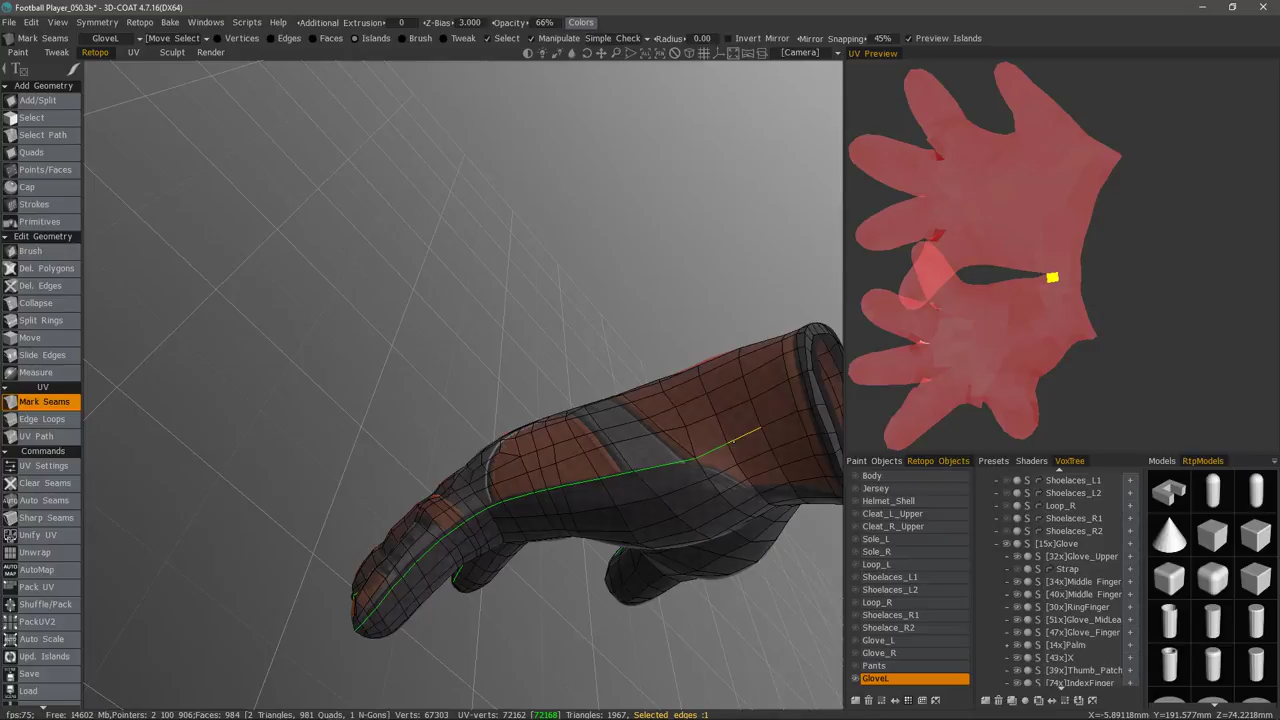 Football Player_050.3b* - 3D-COAT 4.7.16(DX64)
File Edit View Symmetry Retopo Bake Windows Scripts Help Additional Extrusion 0 Z-Bias 3.000 Opacity 66% Colors
Mark Seams GloveL [Move Select] Vertices Edges Faces Islands Brush Tweak Select Manipulate Simple Check Radius 0.00 Invert Mirror Mirror Snapping 45% Preview Islands
Paint Tweak Retopo UV Sculpt Render [Camera] UV Preview
Add Geometry
Add/Split
Select
Select Path
Quads
Points/Faces
Cap
Strokes
Primitives
Edit Geometry
Brush
Del. Polygons
Del. Edges
Collapse
Split Rings
Move
Slide Edges
Measure
UV
Mark Seams
Edge Loops
UV Path
Commands
UV Settings
Clear Seams
Auto Seams
Sharp Seams
Unify UV
Unwrap
AutoMap
Pack UV
Shuffle/Pack
PackUV2
Auto Scale
Upd. Islands
Save
Load
Paint Objects Retopo Objects
Body
Jersey
Helmet_Shell
Cleat_L_Upper
Cleat_R_Upper
Sole_L
Sole_R
Loop_L
Shoelaces_L1
Shoelaces_L2
Loop_R
Shoelaces_R1
Shoelace_R2
Glove_L
Glove_R
Pants
GloveL
Presets Shaders VoxTree
Shoelaces_L1
Shoelaces_L2
Loop_R
Shoelaces_R1
Shoelaces_R2
[15x]Glove
[32x]Glove_Upper
Strap
[34x]Middle Finger
[40x]Middle Finger
[30x]RingFinger
[51x]Glove_MidLea
[47x]Glove_Finger
[14x]Palm
[43x]X
[39x]Thumb_Patch
[74x]IndexFinger
Models RtpModels
fps:75; Free: 14602 Mb,Pointers: 2 100 906;Faces: 984 [2 Triangles, 981 Quads, 1 N-Gons] Verts: 67303 UV-verts: 72162 [72168] Triangles: 1967, Selected edges :1 X=-5.89118mm Y=191.577mm Z=74.2218mm